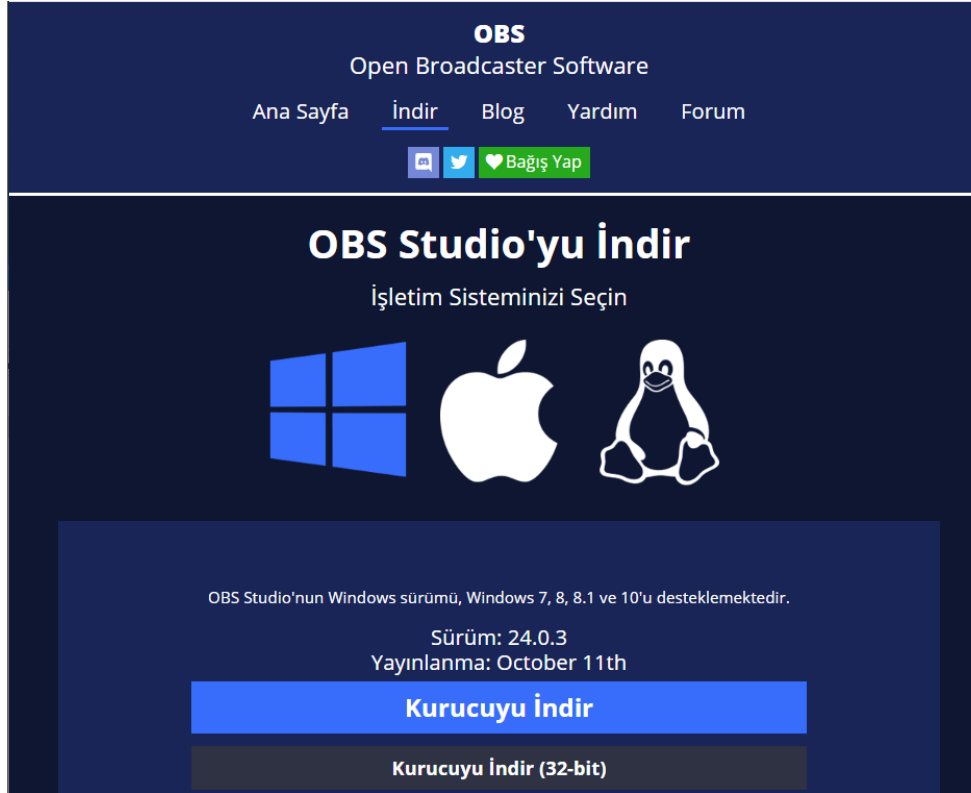 OBS
Open Broadcaster Software
Ana Sayfa İndir Blog Yardım Forum
Bağış Yap
OBS Studio'yu İndir
İşletim Sisteminizi Seçin
OBS Studio'nun Windows sürümü, Windows 7, 8, 8.1 ve 10'u desteklemektedir.
Sürüm: 24.0.3
Yayınlanma: October 11th
Kurucuyu İndir
Kurucuyu İndir (32-bit)